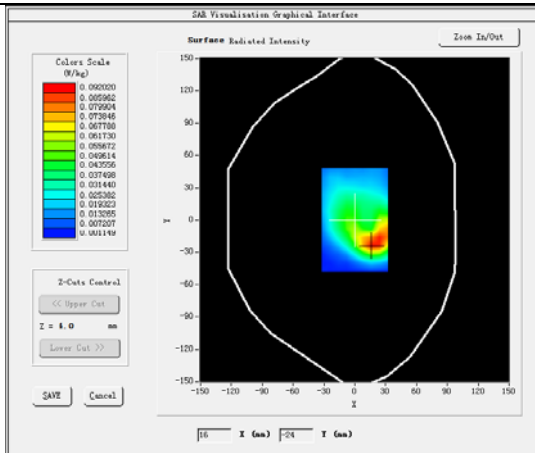 SAR Visualisation Graphical Interface
Surface Radiated Intensity
Zoom In/Out
Colors Scale
(W/kg)
0.092020
0.085962
0.079904
0.073846
0.067788
0.061730
0.055672
0.049614
0.043556
0.037498
0.031440
0.025382
0.019323
0.013265
0.007207
0.001149
150
120
90
60
30
0
-30
-60
-90
-120
-150
Y
-150 -120 -90 -60 -30 0 30 60 90 120 150
X
Z-Cuts Control
<< Upper Cut
Z = 4.0 mm
Lower Cut >>
SAVE Cancel
16 X (mm) -24 Y (mm)